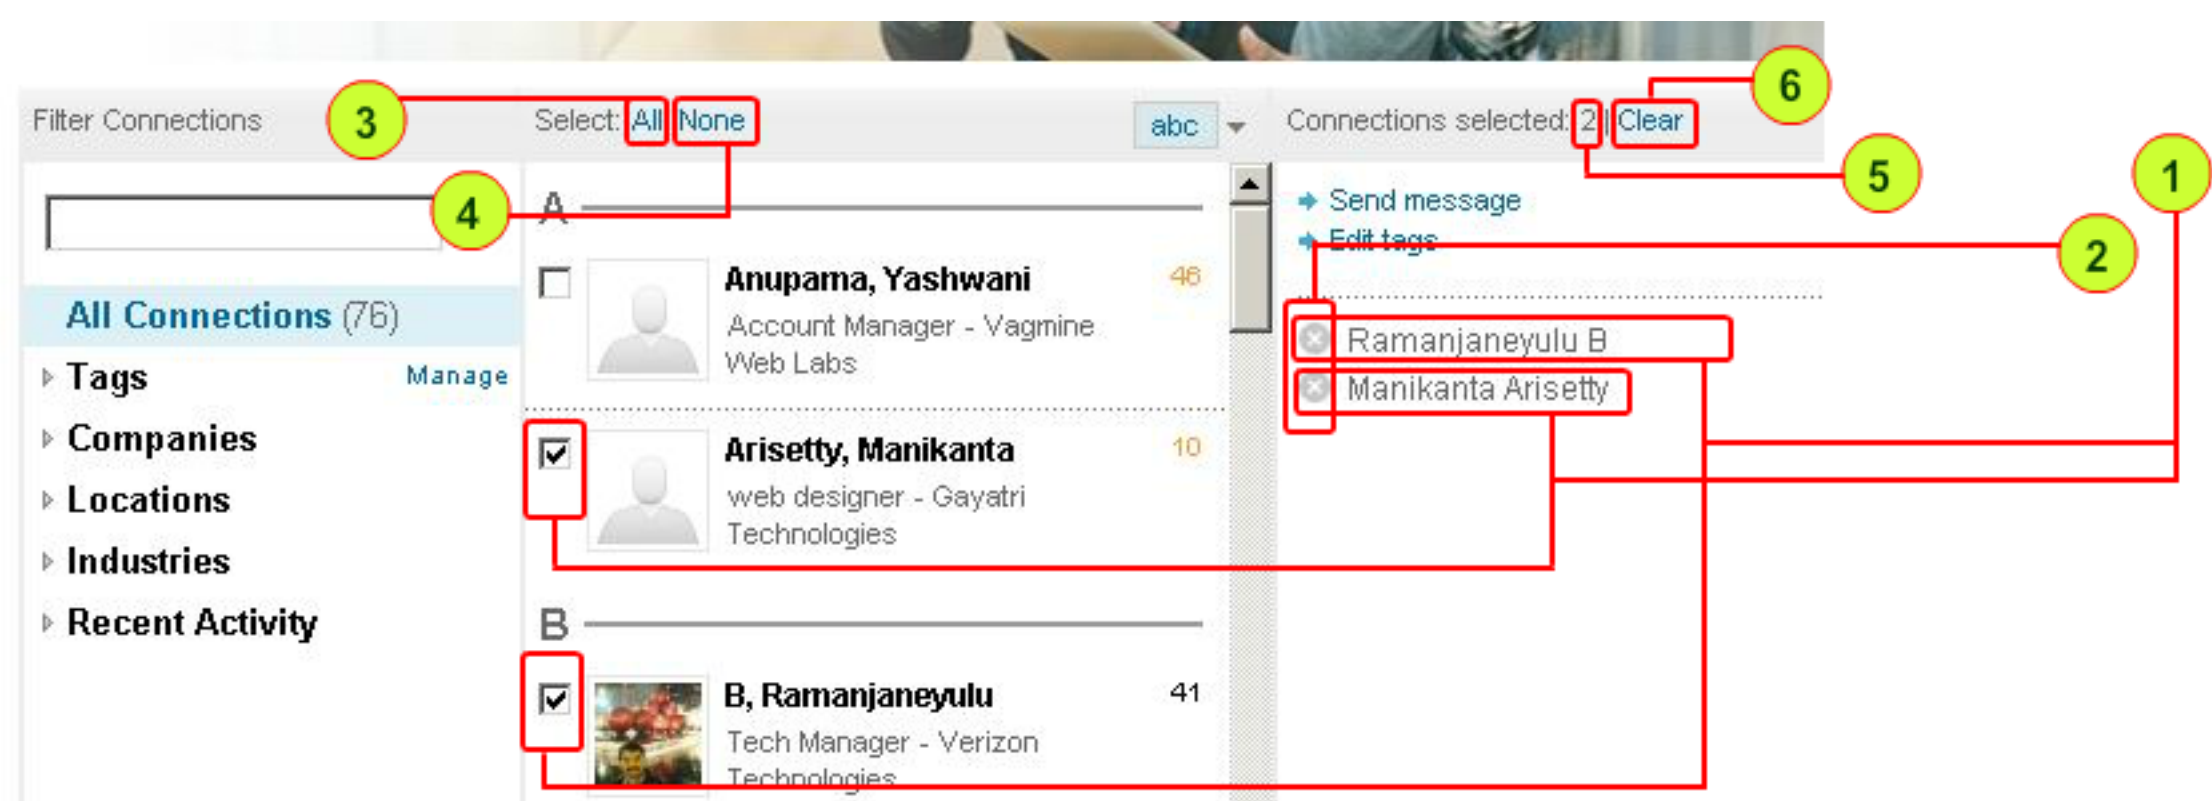 Filter Connections
3
Select: All None
abc
Connections selected: 2 | Clear
6
5
1
4
2
All Connections (76)
Tags
Manage
Companies
Locations
Industries
Recent Activity
A
Anupama, Yashwani
46
Account Manager - Vagmine
Web Labs
Arisetty, Manikanta
10
web designer - Gayatri
Technologies
B
B, Ramanjaneyulu
41
Tech Manager - Verizon
Technologies
Send message
Edit tags
Ramanjaneyulu B
Manikanta Arisetty